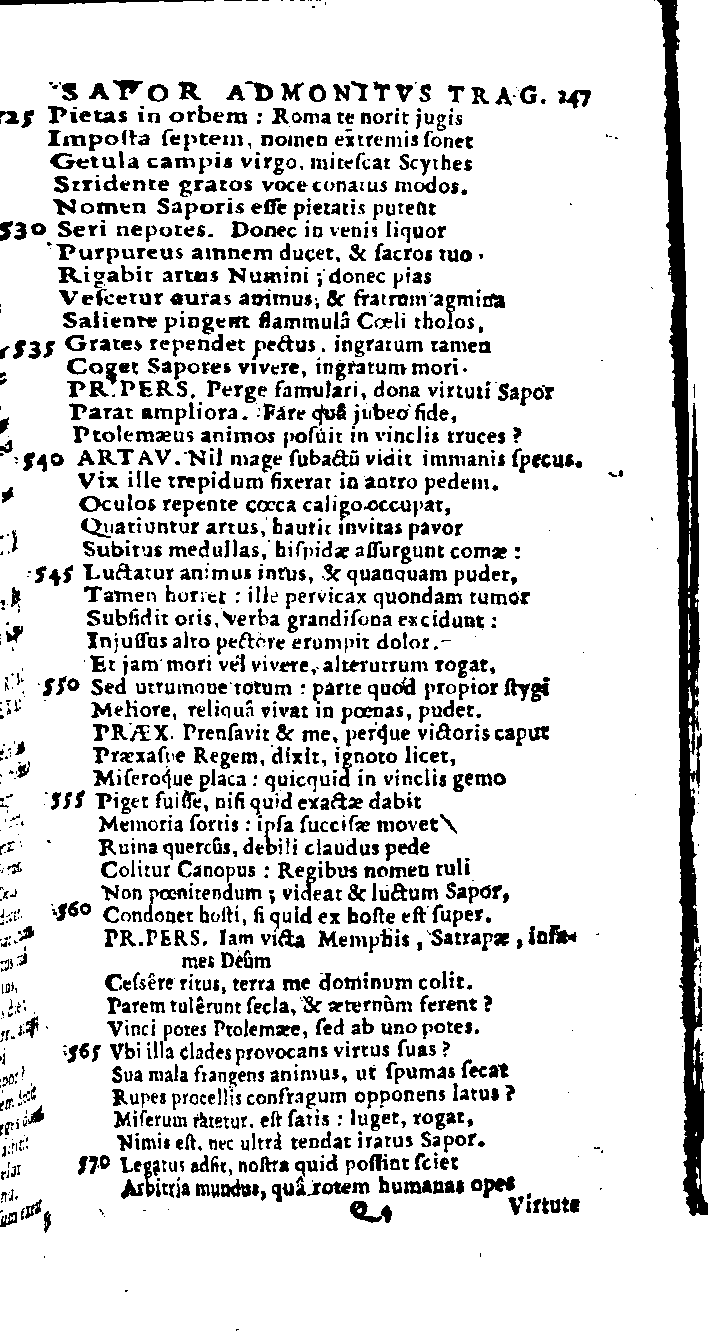 SAPOR ADMONITVS TRAG. 247
525 Pietas in orbem : Roma te norit jugis
Imposta septem, nomen extremis sonet
Getula campis virgo, mitescat Scythes
Stridente gratos voce conatus modos.
Nomen Saporis esse pietatis putent
530 Seri nepotes. Donec in venis liquor
Purpureus amnem ducet, & sacros tuo
Rigabit artus Numini ; donec pias
Vescetur auras animus, & fratrum agmina
Saliente pingent flammulâ Cœli tholos,
535 Grates rependet pectus, ingratum tamen
Coget Sapores vivere, ingratum mori.
PR.PERS. Perge famulari, dona virtuti Sapor
Parat ampliora. Fare quâ jubeo fide,
Ptolemæus animos posuit in vinclis truces ?
540 ARTAV. Nil mage subactũ vidit immanis specus.
Vix ille trepidum fixerat in antro pedem.
Oculos repente cœca caligo occupat,
Quatiuntur artus, haurit invitas pavor
Subitus medullas, hispidæ assurgunt comæ :
545 Luctatur animus intus, & quanquam pudet,
Tamen horret : ille pervicax quondam tumor
Subsidit oris, verba grandisona excidunt :
Injussus alto pectore erumpit dolor.
Et jam mori vel vivere, alterutrum rogat,
550 Sed utrumque totum : parte quod propior stygi
Meliore, reliquâ vivat in pœnas, pudet.
PRÆX. Prensavit & me, perque victoris caput
Præxaspe Regem, dixit, ignoto licet,
Miseroque placa : quicquid in vinclis gemo
555 Piget fuisse, nisi quid exactæ dabit
Memoria sortis : ipsa succisæ movet
Ruina quercûs, debili claudus pede
Colitur Canopus : Regibus nomen tuli
Non pœnitendum ; videat & luctum Sapor,
560 Condonet hosti, si quid ex hoste est super.
PR.PERS. Iam victa Memphis, Satrapæ, infa-
mes Deûm
Cessêre ritus, terra me dominum colit.
Parem tulêrunt secla, & æternùm ferent ?
Vinci potes Ptolemæe, sed ab uno potes.
565 Vbi illa clades provocans virtus suas ?
Sua mala frangens animus, ut spumas secat
Rupes procellis confragum opponens latus ?
Miserum fatetur, est satis : luget, rogat,
Nimis est, nec ultrà tendat iratus Sapor.
570 Legatus adsit, nostra quid possint sciet
Arbitria mundus, quâ rotem humanas opes
Q 4 Virtute